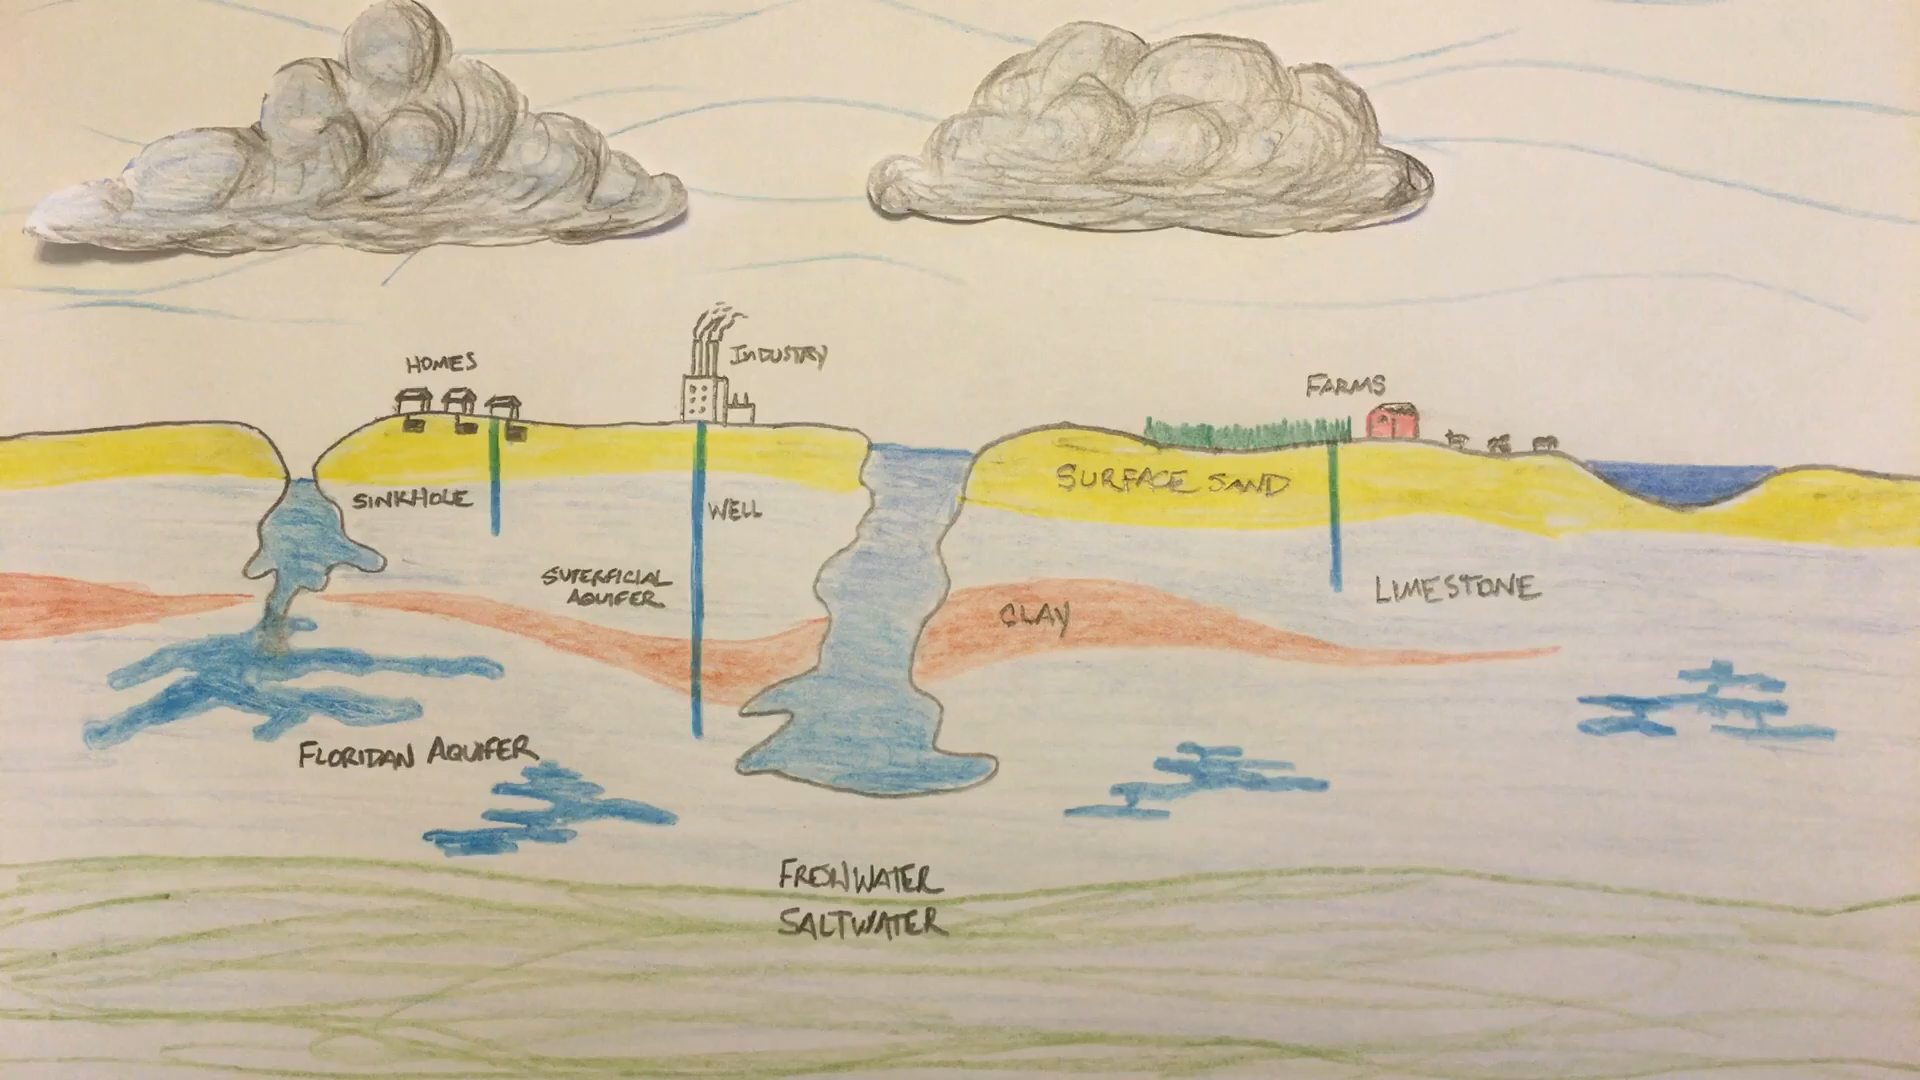 HOMES
INDUSTRY
FARMS
SURFACE SAND
SINKHOLE
WELL
SUPERFICIAL
AQUIFER
LIMESTONE
CLAY
FLORIDAN AQUIFER
FRESHWATER
SALTWATER